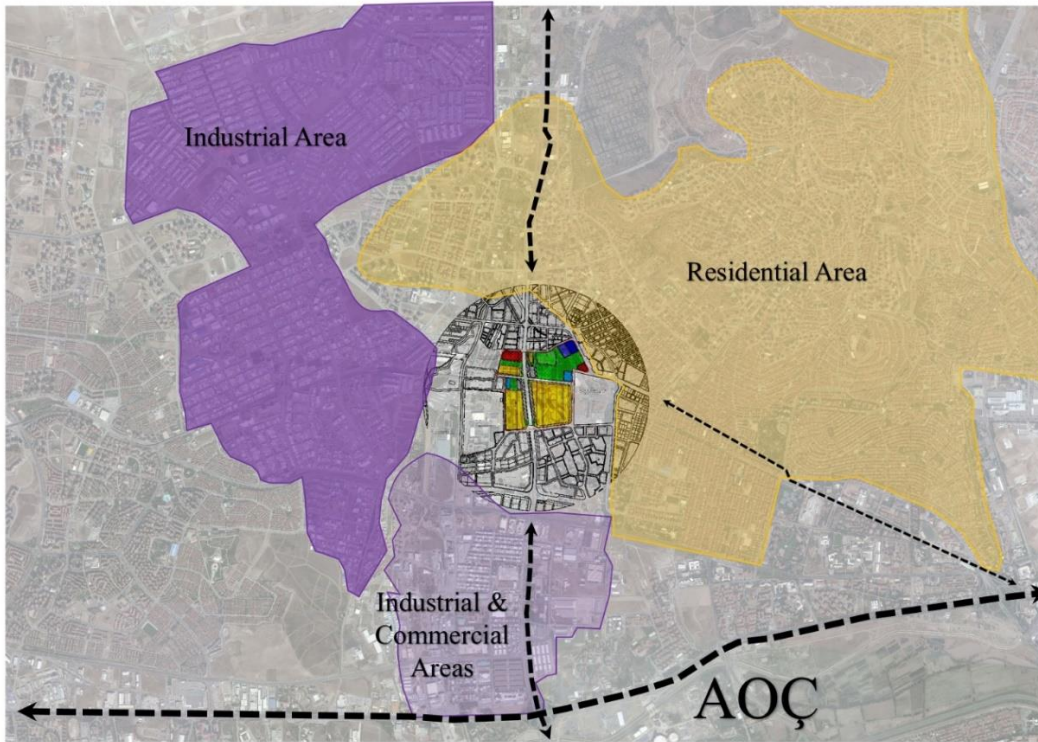 Industrial Area
Residential Area
Industrial &
Commercial
Areas
AOÇ